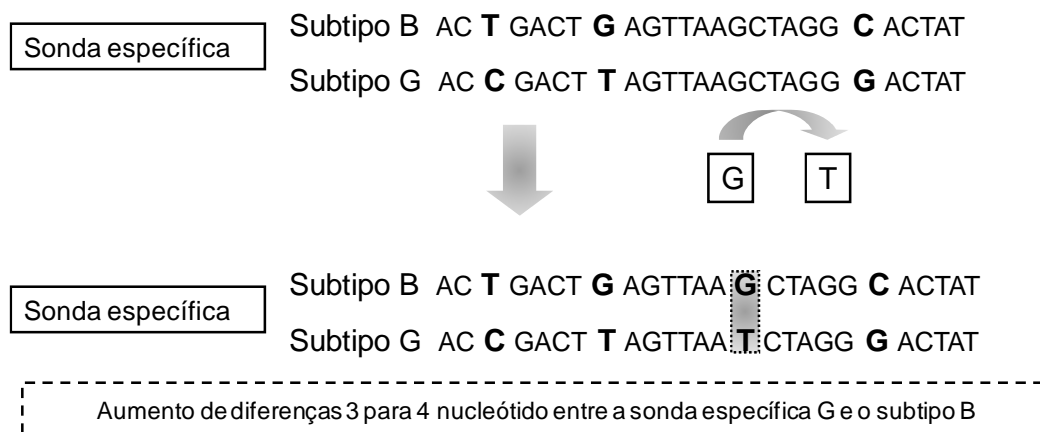 Sonda específica
Subtipo B AC T GACT G AGTTAAGCTAGG C ACTAT
Subtipo G AC C GACT T AGTTAAGCTAGG G ACTAT
G T
Sonda específica
Subtipo B AC T GACT G AGTTAA G CTAGG C ACTAT
Subtipo G AC C GACT T AGTTAA T CTAGG G ACTAT
Aumento de diferenças 3 para 4 nucleótido entre a sonda específica G e o subtipo B